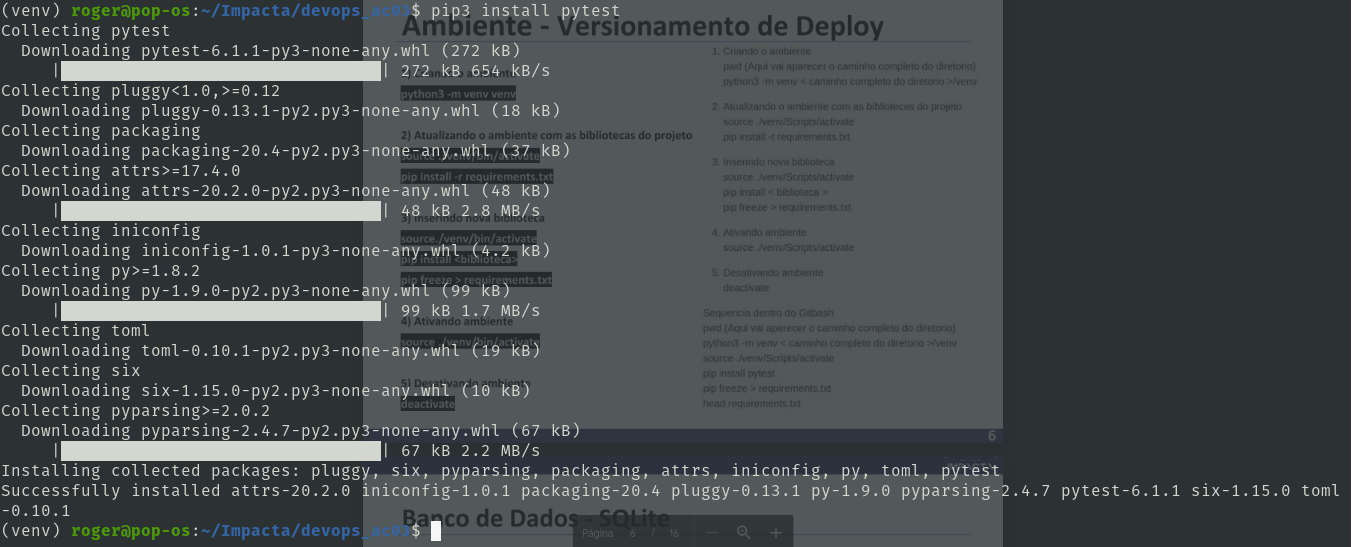 (venv) roger@pop-os:~/Impacta/devops_ac03$ pip3 install pytest
Collecting pytest
  Downloading pytest-6.1.1-py3-none-any.whl (272 kB)
     |████████████████████████████████| 272 kB 654 kB/s
Collecting pluggy<1.0,>=0.12
  Downloading pluggy-0.13.1-py2.py3-none-any.whl (18 kB)
Collecting packaging
  Downloading packaging-20.4-py2.py3-none-any.whl (37 kB)
Collecting attrs>=17.4.0
  Downloading attrs-20.2.0-py2.py3-none-any.whl (48 kB)
     |████████████████████████████████| 48 kB 2.8 MB/s
Collecting iniconfig
  Downloading iniconfig-1.0.1-py3-none-any.whl (4.2 kB)
Collecting py>=1.8.2
  Downloading py-1.9.0-py2.py3-none-any.whl (99 kB)
     |████████████████████████████████| 99 kB 1.7 MB/s
Collecting toml
  Downloading toml-0.10.1-py2.py3-none-any.whl (19 kB)
Collecting six
  Downloading six-1.15.0-py2.py3-none-any.whl (10 kB)
Collecting pyparsing>=2.0.2
  Downloading pyparsing-2.4.7-py2.py3-none-any.whl (67 kB)
     |████████████████████████████████| 67 kB 2.2 MB/s
Installing collected packages: pluggy, six, pyparsing, packaging, attrs, iniconfig, py, toml, pytest
Successfully installed attrs-20.2.0 iniconfig-1.0.1 packaging-20.4 pluggy-0.13.1 py-1.9.0 pyparsing-2.4.7 pytest-6.1.1 six-1.15.0 toml
-0.10.1
(venv) roger@pop-os:~/Impacta/devops_ac03$
Ambiente - Versionamento de Deploy
python3 -m venv venv
2) Atualizando o ambiente com as bibliotecas do projeto
source ./venv/bin/activate
pip install -r requirements.txt
3) Inserindo nova biblioteca
source./venv/bin/activate
pip install <biblioteca>
pip freeze > requirements.txt
4) Ativando ambiente
source ./venv/bin/activate
5) Desativando ambiente
deactivate
1. Criando o ambiente
pwd (Aqui vai aparecer o caminho completo do diretorio)
python3 -m venv < caminho completo do diretorio >/venv
2. Atualizando o ambiente com as bibliotecas do projeto
source ./venv/Scripts/activate
pip install -r requirements.txt
3. Inserindo nova biblioteca
source ./venv/Scripts/activate
pip install < biblioteca >
pip freeze > requirements.txt
4. Ativando ambiente
source ./venv/Scripts/activate
5. Desativando ambiente
deactivate
Sequencia dentro do Gitbash
pwd (Aqui vai aparecer o caminho completo do diretorio)
python3 -m venv < caminho completo do diretorio >/venv
source ./venv/Scripts/activate
pip install pytest
pip freeze > requirements.txt
head requirements.txt
6
Banco de Dados - SQLite
Página 6 / 16